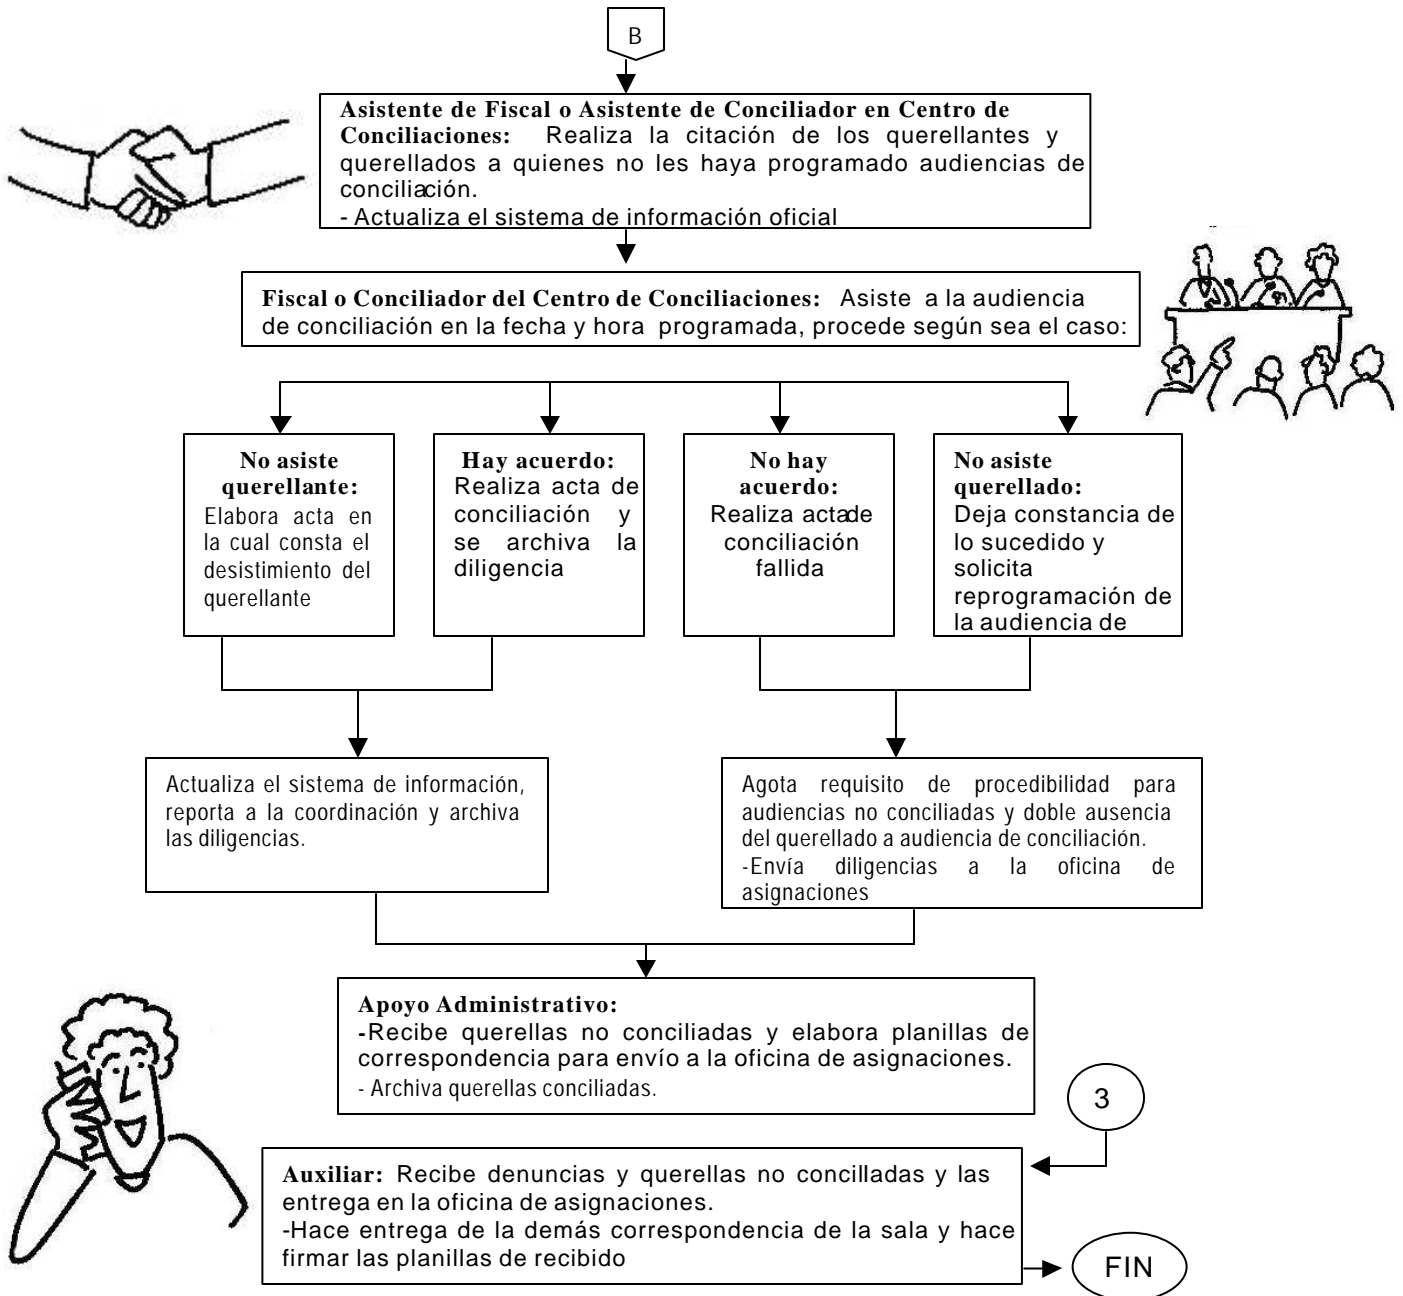 B
Asistente de Fiscal o Asistente de Conciliador en Centro de
Conciliaciones: Realiza la citación de los querellantes y
querellados a quienes no les haya programado audiencias de
conciliación.
- Actualiza el sistema de información oficial
Fiscal o Conciliador del Centro de Conciliaciones: Asiste a la audiencia
de conciliación en la fecha y hora programada, procede según sea el caso:
No asiste
querellante:
Elabora acta en
la cual consta el
desistimiento del
querellante
Hay acuerdo:
Realiza acta de
conciliación y
se archiva la
diligencia
No hay
acuerdo:
Realiza acta de
conciliación
fallida
No asiste
querellado:
Deja constancia de
lo sucedido y
solicita
reprogramación de
la audiencia de
Actualiza el sistema de información,
reporta a la coordinación y archiva
las diligencias.
Agota requisito de procedibilidad para
audiencias no conciliadas y doble ausencia
del querellado a audiencia de conciliación.
-Envía diligencias a la oficina de
asignaciones
Apoyo Administrativo:
-Recibe querellas no conciliadas y elabora planillas de
correspondencia para envío a la oficina de asignaciones.
- Archiva querellas conciliadas.
3
Auxiliar: Recibe denuncias y querellas no concilladas y las
entrega en la oficina de asignaciones.
-Hace entrega de la demás correspondencia de la sala y hace
firmar las planillas de recibido
FIN